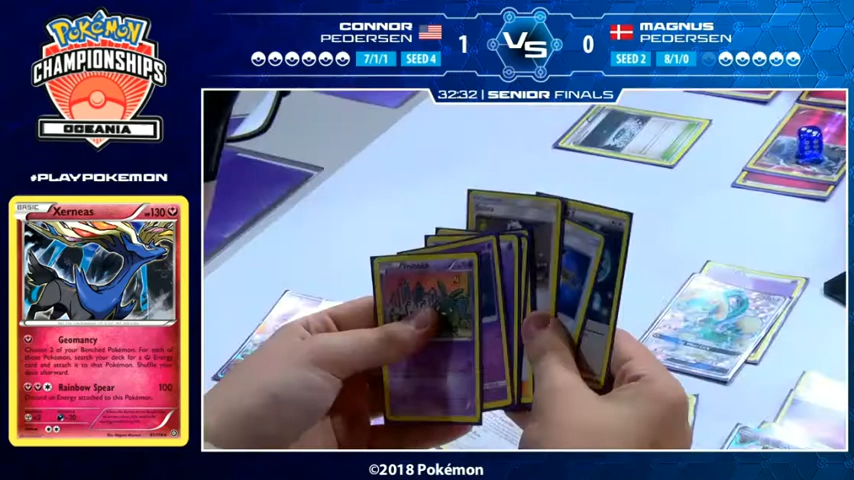 Pokémon
CHAMPIONSHIPS
OCEANIA
#PLAYPOKEMON
CONNOR
PEDERSEN
7/1/1
SEED 4
1
VS
0
MAGNUS
PEDERSEN
SEED 2
8/1/0
32:32 | SENIOR FINALS
BASIC
Xerneas
HP130
Geomancy
Choose 2 of your Benched Pokémon. For each
of those Pokémon, search your deck for a Energy
card and attach it to that Pokémon. Shuffle your
deck afterward.
Rainbow Spear 100
Discard an Energy attached to this Pokémon.
×2
-20
©2018 Pokémon